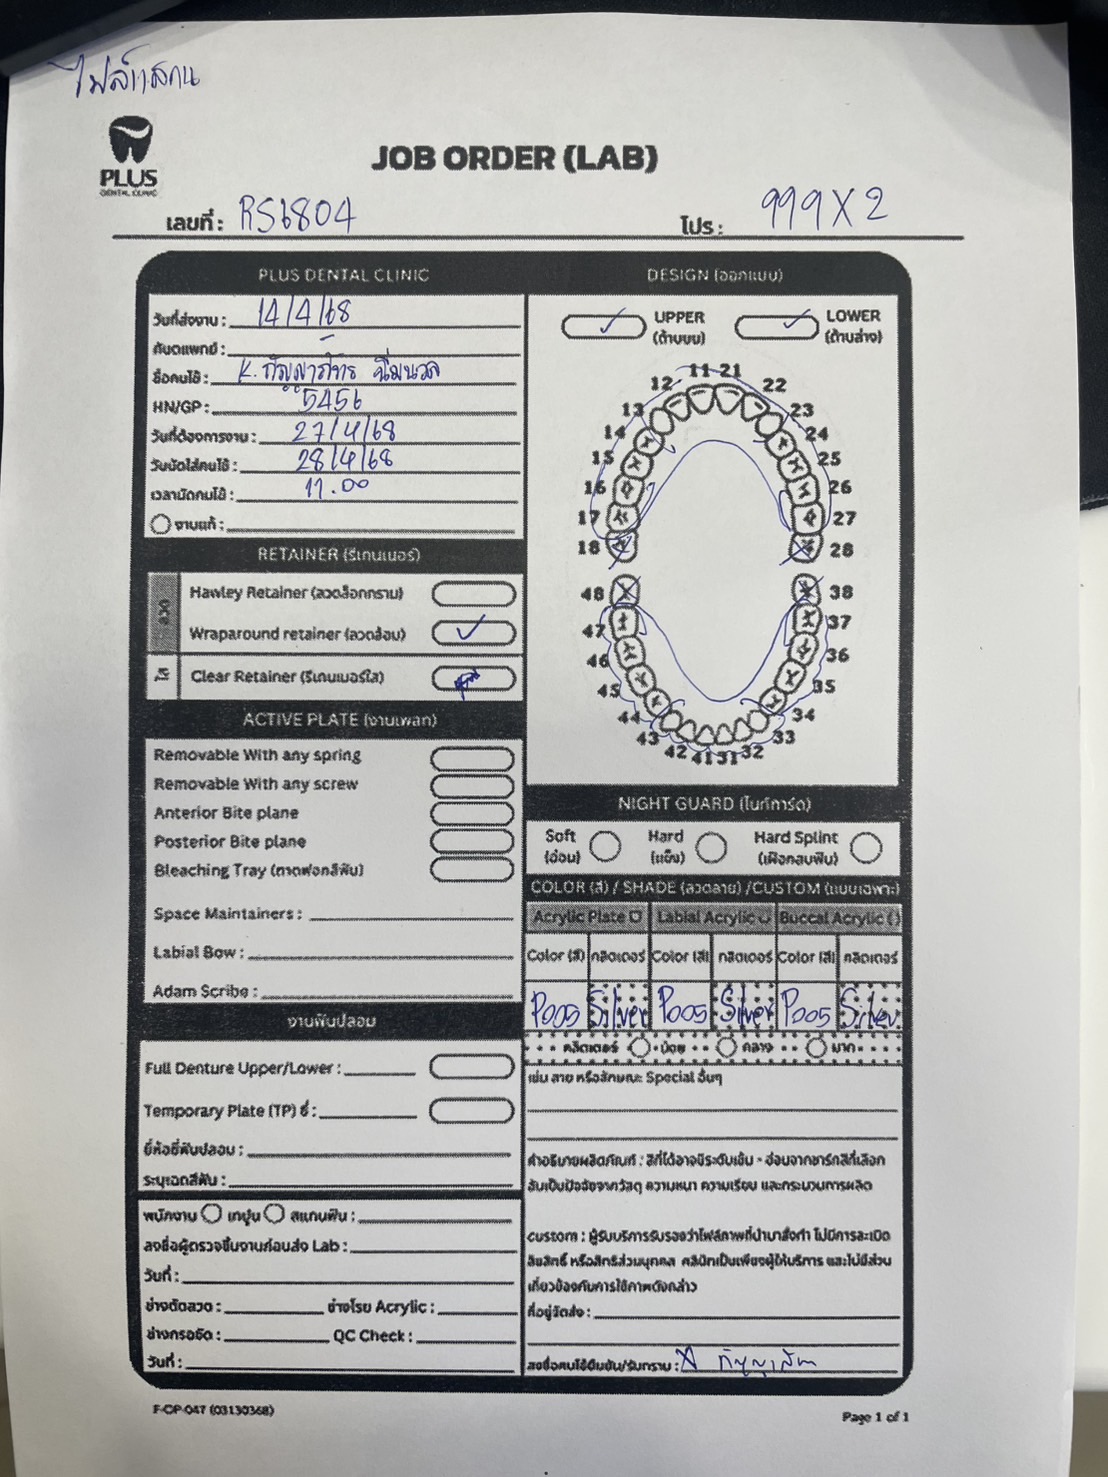 ไฟล์แสกน
PLUS
DENTAL CLINIC
JOB ORDER (LAB)
เลขที่ : RS6804
โปร : 999 X 2
PLUS DENTAL CLINIC
วันที่ส่งงาน : 14/4/68
ทันตแพทย์ : -
ชื่อคนไข้ : K.
HN/GP : 5456
วันที่ต้องการงาน : 27/4/68
วันนัดใส่คนไข้ : 28/4/68
เวลานัดคนไข้ : 17.00
งานแก้ :
RETAINER (รีเทนเนอร์)
ลวด
Hawley Retainer (ลวดล็อกกราม)
Wraparound retainer (ลวดอ้อม) ✓
ใส
Clear Retainer (รีเทนเนอร์ใส)
ACTIVE PLATE (งานเพลท)
Removable With any spring
Removable With any screw
Anterior Bite plane
Posterior Bite plane
Bleaching Tray (ถาดฟอกสีฟัน)
Space Maintainers :
Labial Bow :
Adam Scribe :
งานฟันปลอม
Full Denture Upper/Lower :
Temporary Plate (TP) ซี่ :
ยี่ห้อซี่ฟันปลอม :
ระบุเฉดสีฟัน :
พนักงาน เทปูน สแกนฟัน :
ลงชื่อผู้ตรวจชิ้นงานก่อนส่ง Lab :
วันที่ :
ช่างดัดลวด : ช่างโรย Acrylic :
ช่างกรอขัด : QC Check :
วันที่ :
DESIGN (ออกแบบ)
✓ UPPER ✓ LOWER
(ด้านบน) (ด้านล่าง)
11 21
12 22
13 23
14 24
15 25
16 26
17 27
18 28
48 38
47 37
46 36
45 35
44 34
43 33
42 41 31 32
NIGHT GUARD (ไนท์การ์ด)
Soft Hard Hard Splint
(อ่อน) (แข็ง) (เฝือกสบฟัน)
COLOR (สี) / SHADE (ลวดลาย) /CUSTOM (แบบเฉพาะ)
Acrylic Plate Labial Acrylic Buccal Acrylic ( )
Color (สี) กลิตเตอร์ Color (สี) กลิตเตอร์ Color (สี) กลิตเตอร์
P005 Silver P005 Silver P005 Silver
กลิตเตอร์ น้อย กลาง มาก
เช่น ลาย หรือลักษณะ Special อื่นๆ
คำอธิบายผลิตภัณฑ์ : สีที่ได้อาจมีระดับเข้ม - อ่อนจากชาร์ทสีที่เลือก
อันเป็นปัจจัยจากวัสดุ ความหนา ความเรียบ และกระบวนการผลิต
custom : ผู้รับบริการรับรองว่าไฟล์ภาพที่นำมาสั่งทำ ไม่มีการละเมิด
ลิขสิทธิ์ หรือสิทธิส่วนบุคคล คลินิกเป็นเพียงผู้ให้บริการ และไม่มีส่วน
เกี่ยวข้องกับการใช้ภาพดังกล่าว
ที่อยู่จัดส่ง :
ลงชื่อคนไข้ยืนยัน/รับทราบ :
F-CP-047 (03130368)
Page 1 of 1